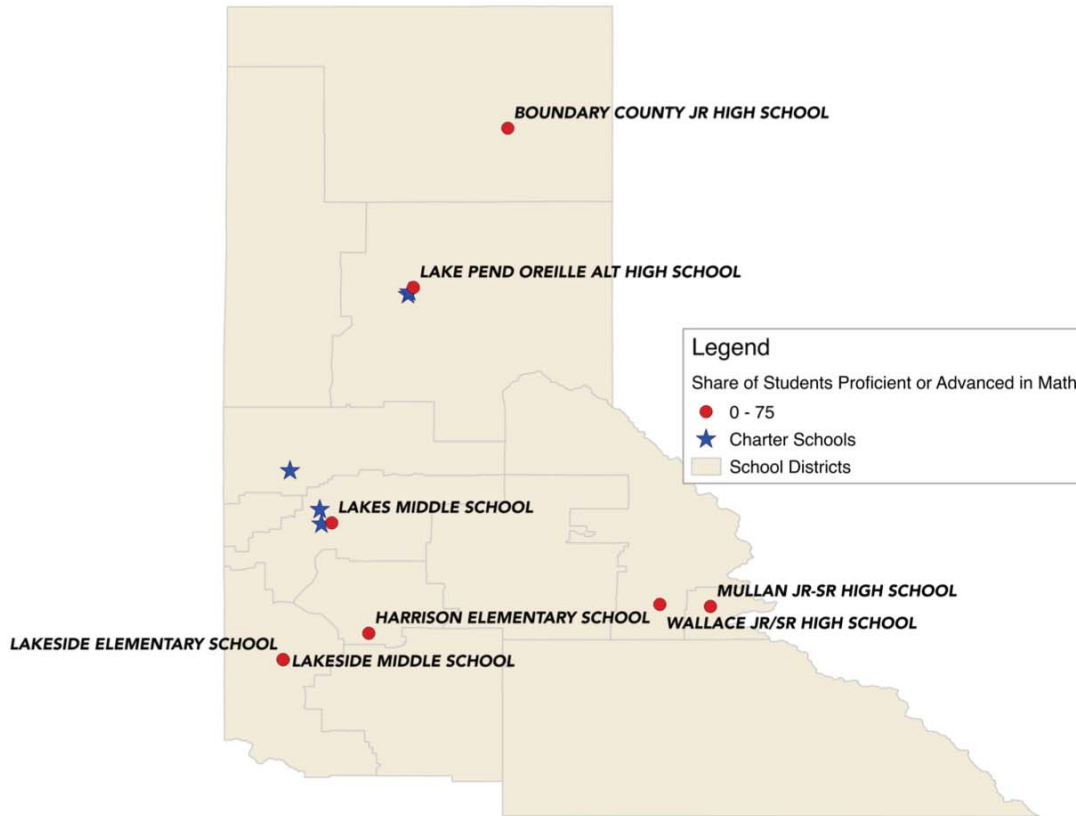 BOUNDARY COUNTY JR HIGH SCHOOL
LAKE PEND OREILLE ALT HIGH SCHOOL
Legend
Share of Students Proficient or Advanced in Math
0 - 75
Charter Schools
School Districts
LAKES MIDDLE SCHOOL
MULLAN JR-SR HIGH SCHOOL
HARRISON ELEMENTARY SCHOOL
WALLACE JR/SR HIGH SCHOOL
LAKESIDE ELEMENTARY SCHOOL
LAKESIDE MIDDLE SCHOOL